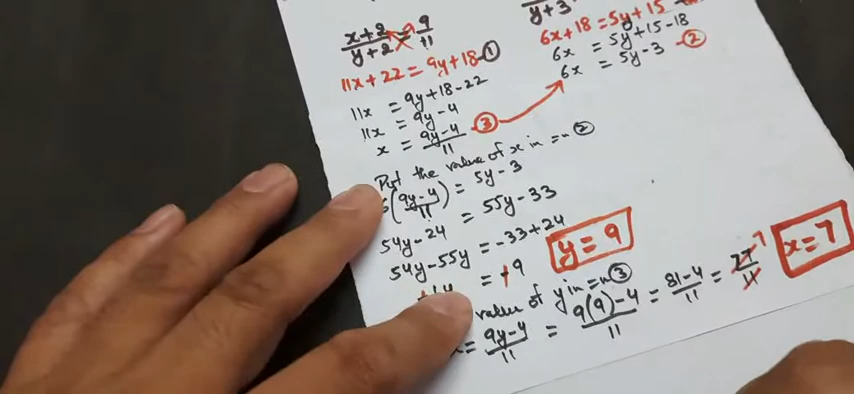 x+2/y+2 = 9/11
11x+22 = 9y+18 -①
11x = 9y+18-22
11x = 9y-4
x = 9y-4/11 -③
y+3
6x+18 = 5y+15
6x = 5y+15-18
6x = 5y-3 -②
Put the value of x in =n ②
6(9y-4/11) = 5y-3
54y-24 = 55y-33
54y-55y = -33+24
= +9
y = 9
value of y in =n ③
x = 9y-4/11 = 9(9)-4/11 = 81-4/11 = 77/11 7
x = 7